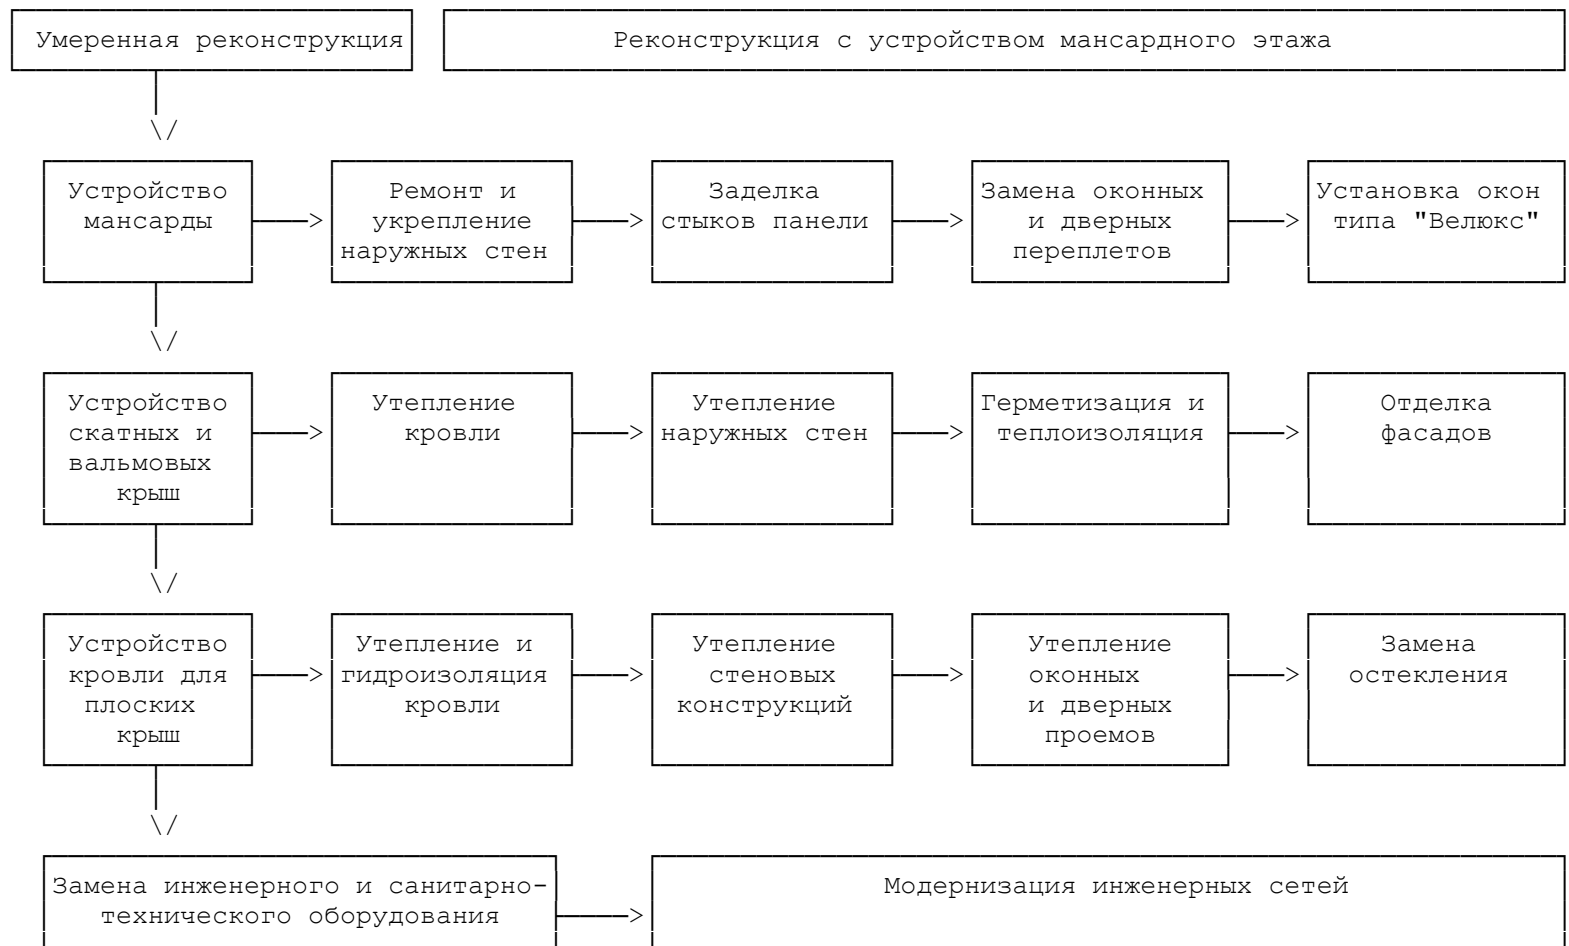 Умеренная реконструкция
Реконструкция с устройством мансардного этажа
Устройство
мансарды
Ремонт и
укрепление
наружных стен
Заделка
стыков панели
Замена оконных
и дверных
переплетов
Установка окон
типа "Велюкс"
Устройство
скатных и
вальмовых
крыш
Утепление
кровли
Утепление
наружных стен
Герметизация и
теплоизоляция
Отделка
фасадов
Устройство
кровли для
плоских
крыш
Утепление и
гидроизоляция
кровли
Утепление
стеновых
конструкций
Утепление
оконных
и дверных
проемов
Замена
остекления
Замена инженерного и санитарно-
технического оборудования
Модернизация инженерных сетей